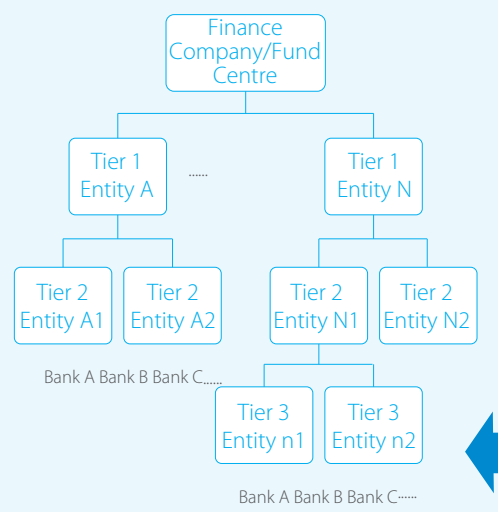 Finance
Company/Fund
Centre
Tier 1
Entity A
......
Tier 1
Entity N
Tier 2
Entity A1
Tier 2
Entity A2
Tier 2
Entity N1
Tier 2
Entity N2
Bank A Bank B Bank C......
Tier 3
Entity n1
Tier 3
Entity n2
Bank A Bank B Bank C······